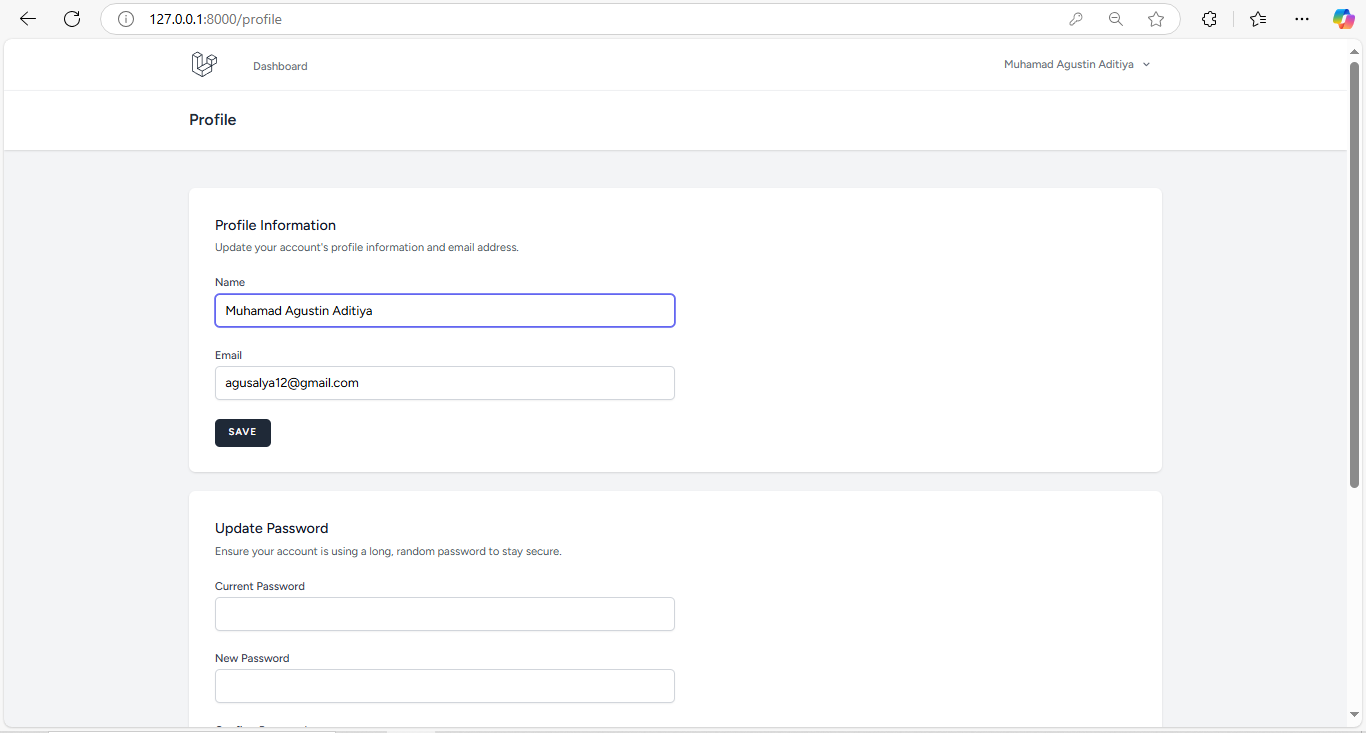 127.0.0.1:8000/profile
Dashboard
Muhamad Agustin Aditiya
Profile
Profile Information
Update your account's profile information and email address.
Name
Muhamad Agustin Aditiya
Email
agusalya12@gmail.com
SAVE
Update Password
Ensure your account is using a long, random password to stay secure.
Current Password
New Password